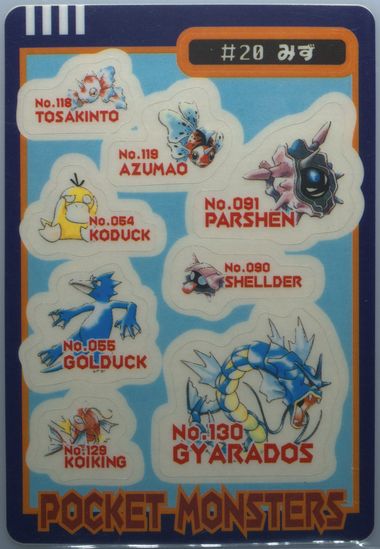 #20 みず
No.118
TOSAKINTO
No.119
AZUMAO
No.091
PARSHEN
No.054
KODUCK
No.090
SHELLDER
No.055
GOLDUCK
No.130
GYARADOS
No.129
KOIKING
POCKET MONSTERS